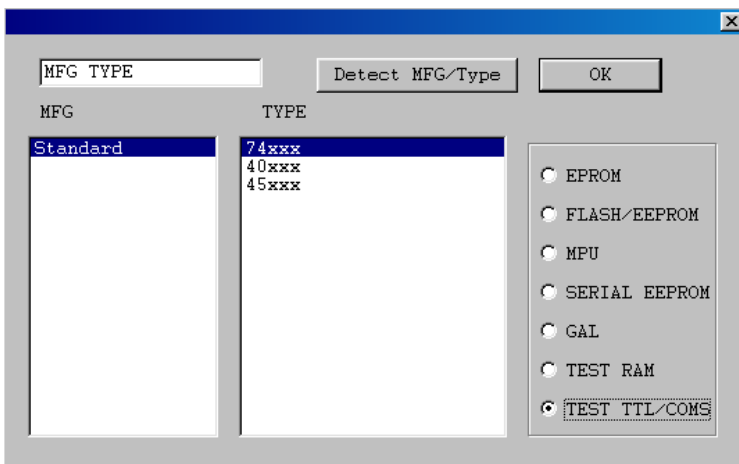 MFG TYPE
Detect MFG/Type
OK
MFG
TYPE
Standard
74xxx
40xxx
45xxx
EPROM
FLASH/EEPROM
MPU
SERIAL EEPROM
GAL
TEST RAM
TEST TTL/COMS